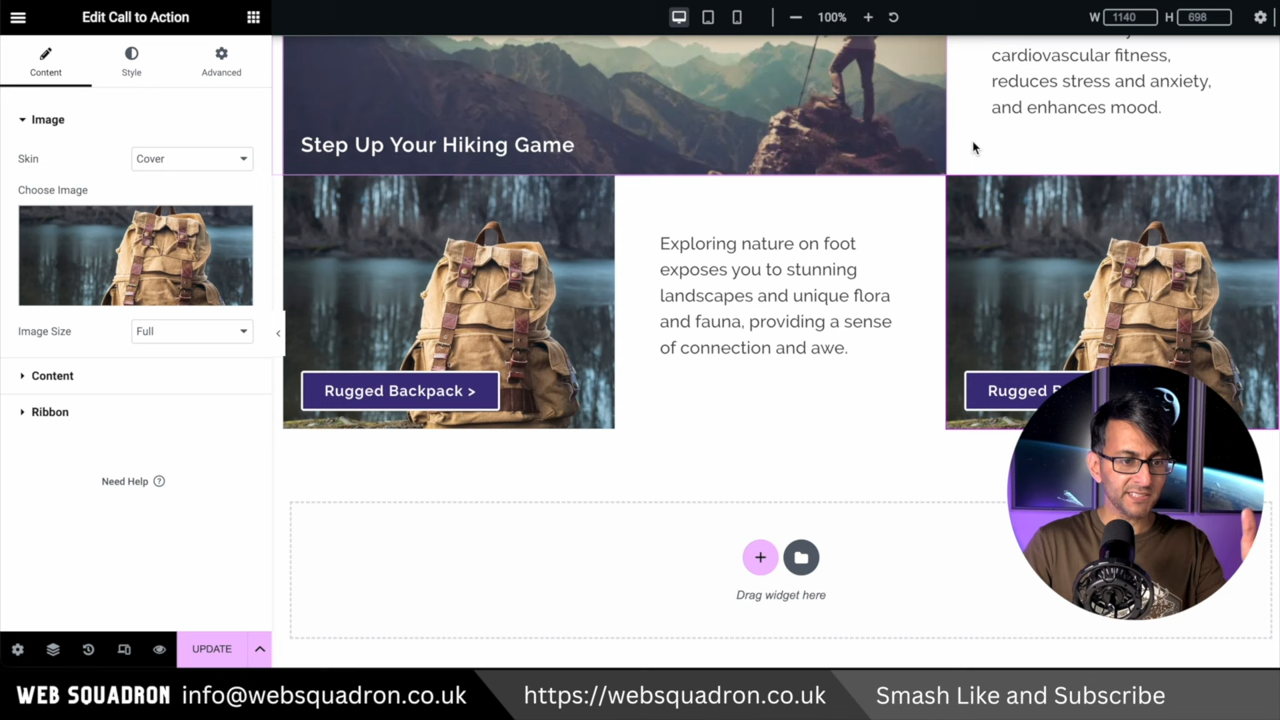 Edit Call to Action
100%
W 1140 H 698
Content
Style
Advanced
Image
Skin
Cover
Choose Image
Image Size
Full
Content
Ribbon
Need Help ?
UPDATE
Step Up Your Hiking Game
cardiovascular fitness,
reduces stress and anxiety,
and enhances mood.
Rugged Backpack >
Exploring nature on foot
exposes you to stunning
landscapes and unique flora
and fauna, providing a sense
of connection and awe.
Rugged
Drag widget here
WEB SQUADRON info@websquadron.co.uk
https://websquadron.co.uk
Smash Like and Subscribe